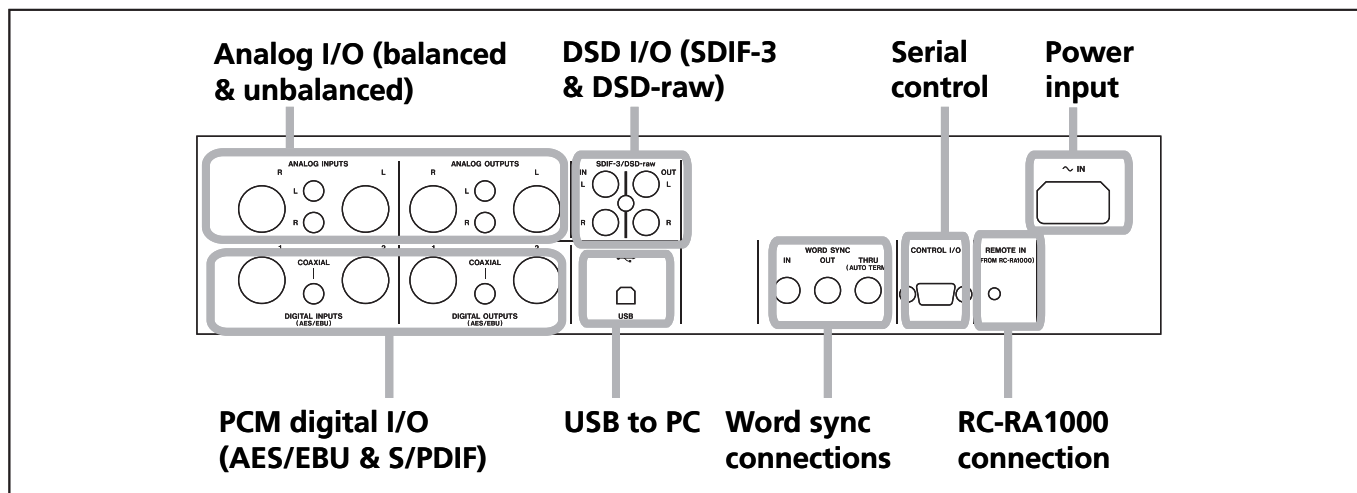 Analog I/O (balanced
& unbalanced)
DSD I/O (SDIF-3
& DSD-raw)
Serial
control
Power
input
ANALOG INPUTS
R
L
L
R
ANALOG OUTPUTS
R
L
L
R
SDIF-3/DSD-raw
IN
OUT
L
L
R
R
∼ IN
1
2
COAXIAL
DIGITAL INPUTS
(AES/EBU)
1
2
COAXIAL
DIGITAL OUTPUTS
(AES/EBU)
USB
WORD SYNC
IN
OUT
THRU
(AUTO TERM
CONTROL I/O
REMOTE IN
FROM RC-RA1000)
PCM digital I/O
(AES/EBU & S/PDIF)
USB to PC
Word sync
connections
RC-RA1000
connection